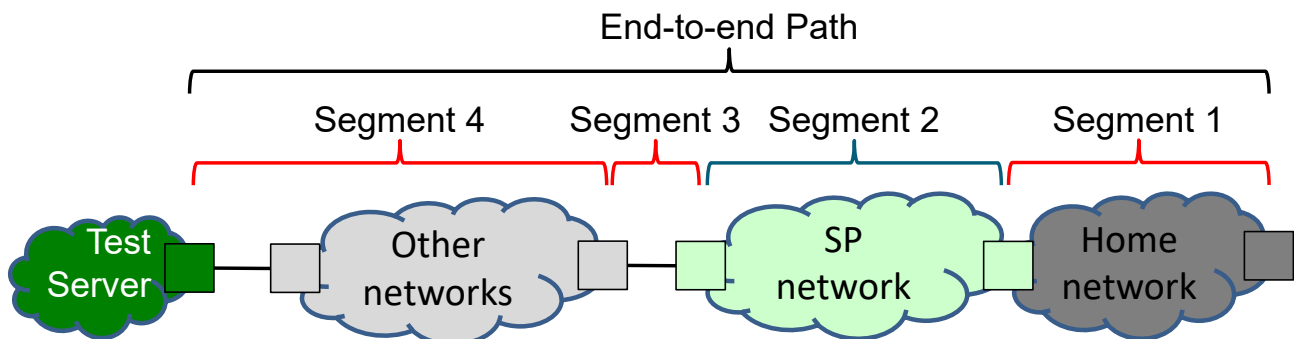 End-to-end Path
Segment 4
Segment 3
Segment 2
Segment 1
Test
Server
Other
networks
SP
network
Home
network